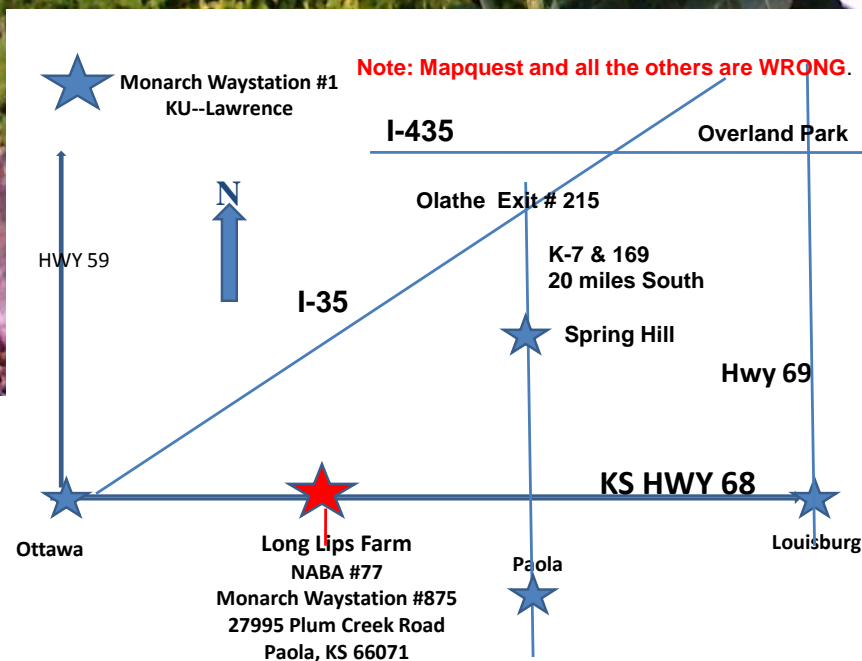 Note: Mapquest and all the others are WRONG.
Monarch Waystation #1
KU--Lawrence
I-435
Overland Park
N
Olathe Exit # 215
HWY 59
K-7 & 169
20 miles South
I-35
Spring Hill
Hwy 69
KS HWY 68
Ottawa
Long Lips Farm
NABA #77
Monarch Waystation #875
27995 Plum Creek Road
Paola, KS 66071
Paola
Louisburg